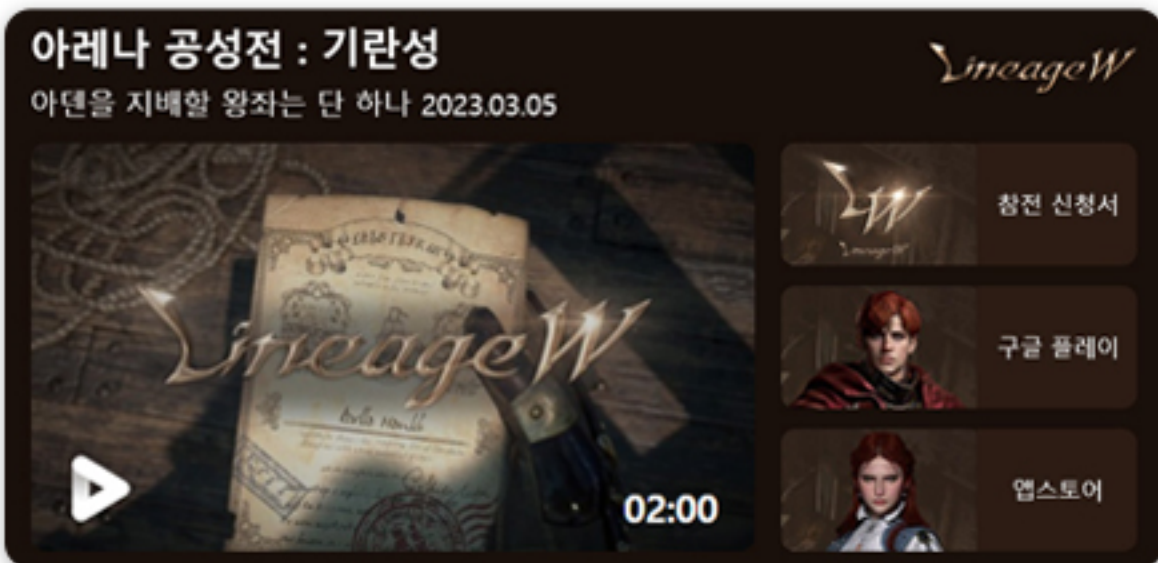 아레나 공성전 : 기란성
LineageW
아덴을 지배할 왕좌는 단 하나 2023.03.05
LineageW
02:00
LW
LineageW
참전 신청서
구글 플레이
앱스토어